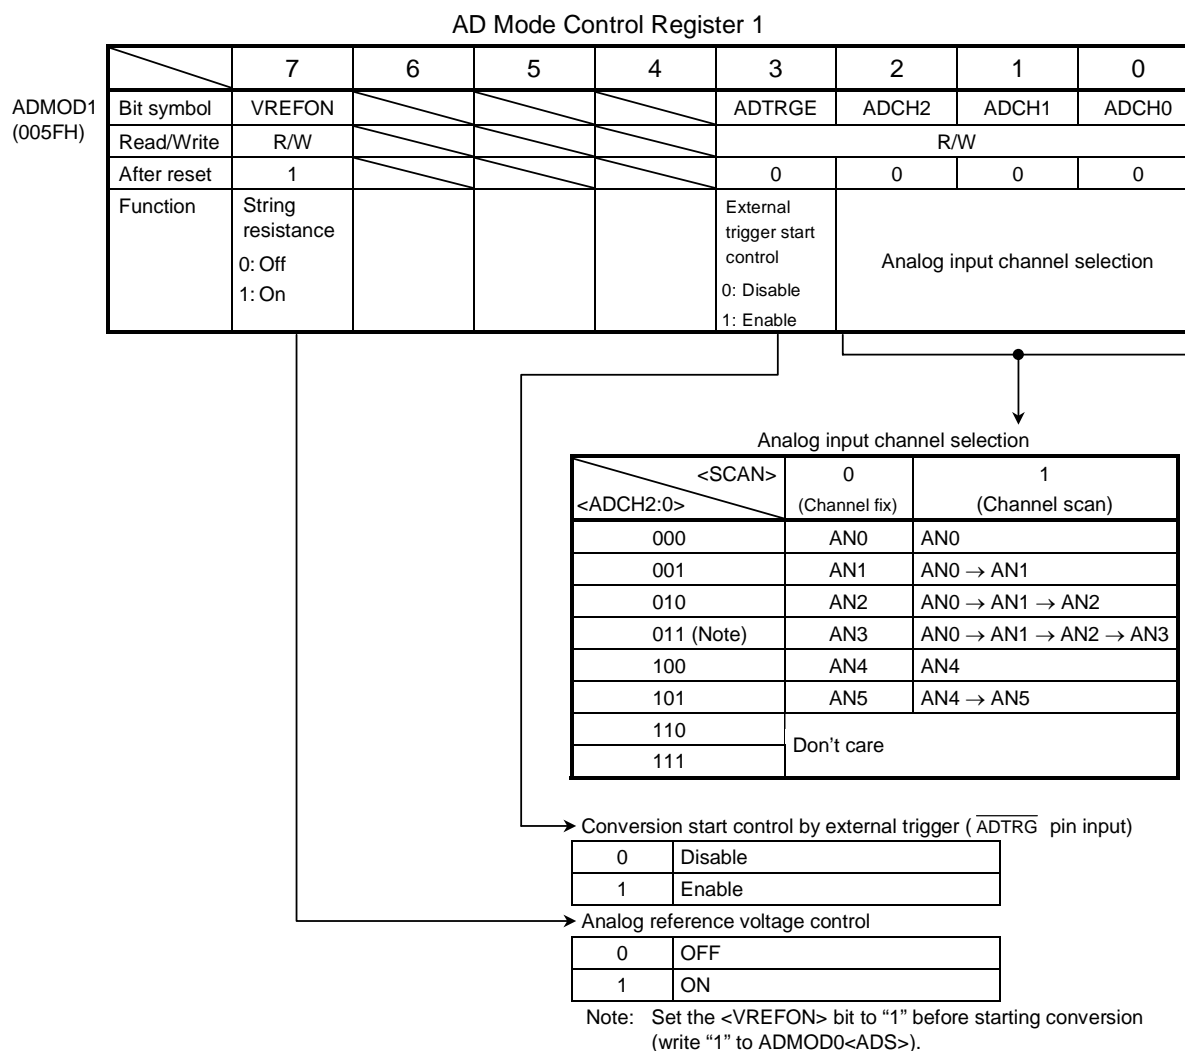 AD Mode Control Register 1
7 6 5 4 3 2 1 0
ADMOD1 (005FH)
Bit symbol VREFON ADTRGE ADCH2 ADCH1 ADCH0
Read/Write R/W R/W
After reset 1 0 0 0 0
Function
String
resistance
0: Off
1: On
External
trigger start
control
0: Disable
1: Enable
Analog input channel selection
Analog input channel selection
<SCAN> 0 1
<ADCH2:0> (Channel fix) (Channel scan)
000 AN0 AN0
001 AN1 AN0 → AN1
010 AN2 AN0 → AN1 → AN2
011 (Note) AN3 AN0 → AN1 → AN2 → AN3
100 AN4 AN4
101 AN5 AN4 → AN5
110 Don't care
111
Conversion start control by external trigger ( ADTRG pin input)
0 Disable
1 Enable
Analog reference voltage control
0 OFF
1 ON
Note: Set the <VREFON> bit to “1” before starting conversion
(write “1” to ADMOD0<ADS>).